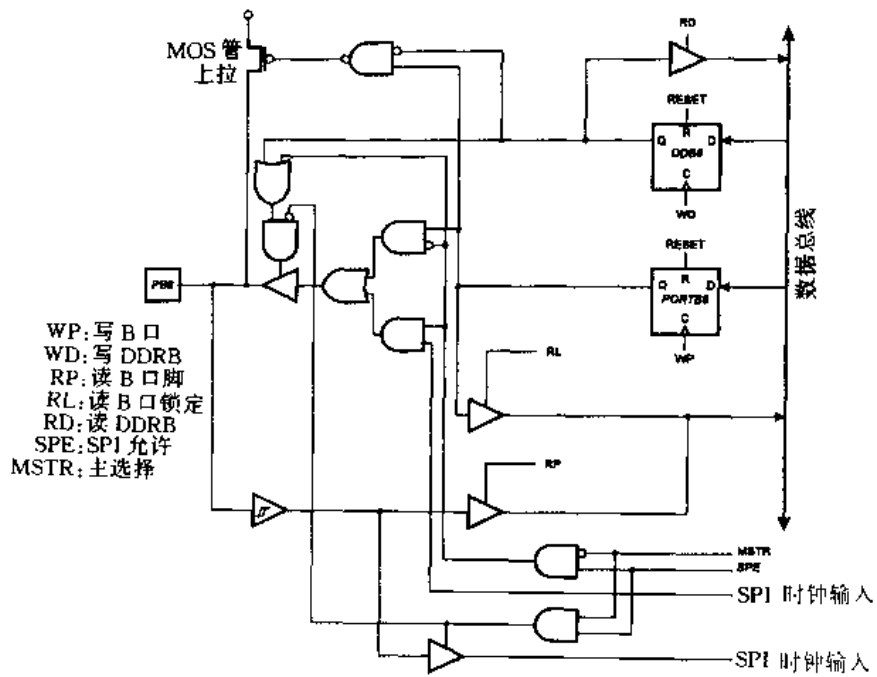 MOS 管
上拉
RD
RESET
R
Q
D
DDB6
C
WD
RESET
R
Q
D
PORTB6
C
WP
数据总线
PB6
WP:写 B 口
WD:写 DDRB
RP:读 B 口脚
RL:读 B 口锁定
RD:读 DDRB
SPE:SPI 允许
MSTR:主选择
RL
RP
MSTR
SPE
SPI 时钟输入
SPI 时钟输入